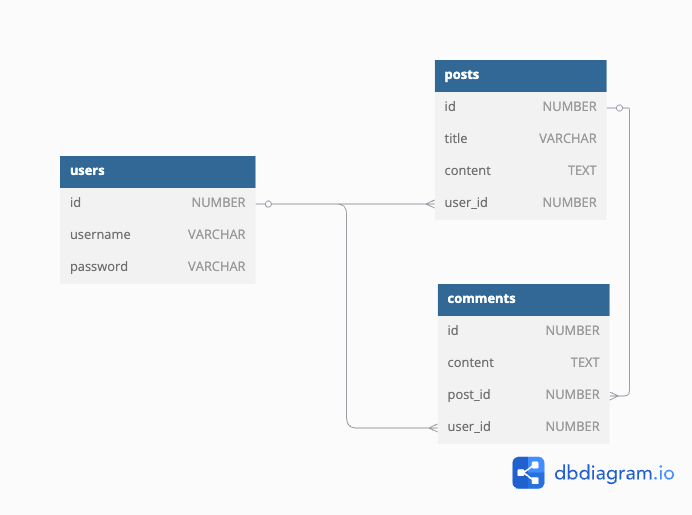 users
id NUMBER
username VARCHAR
password VARCHAR
posts
id NUMBER
title VARCHAR
content TEXT
user_id NUMBER
comments
id NUMBER
content TEXT
post_id NUMBER
user_id NUMBER
dbdiagram.io